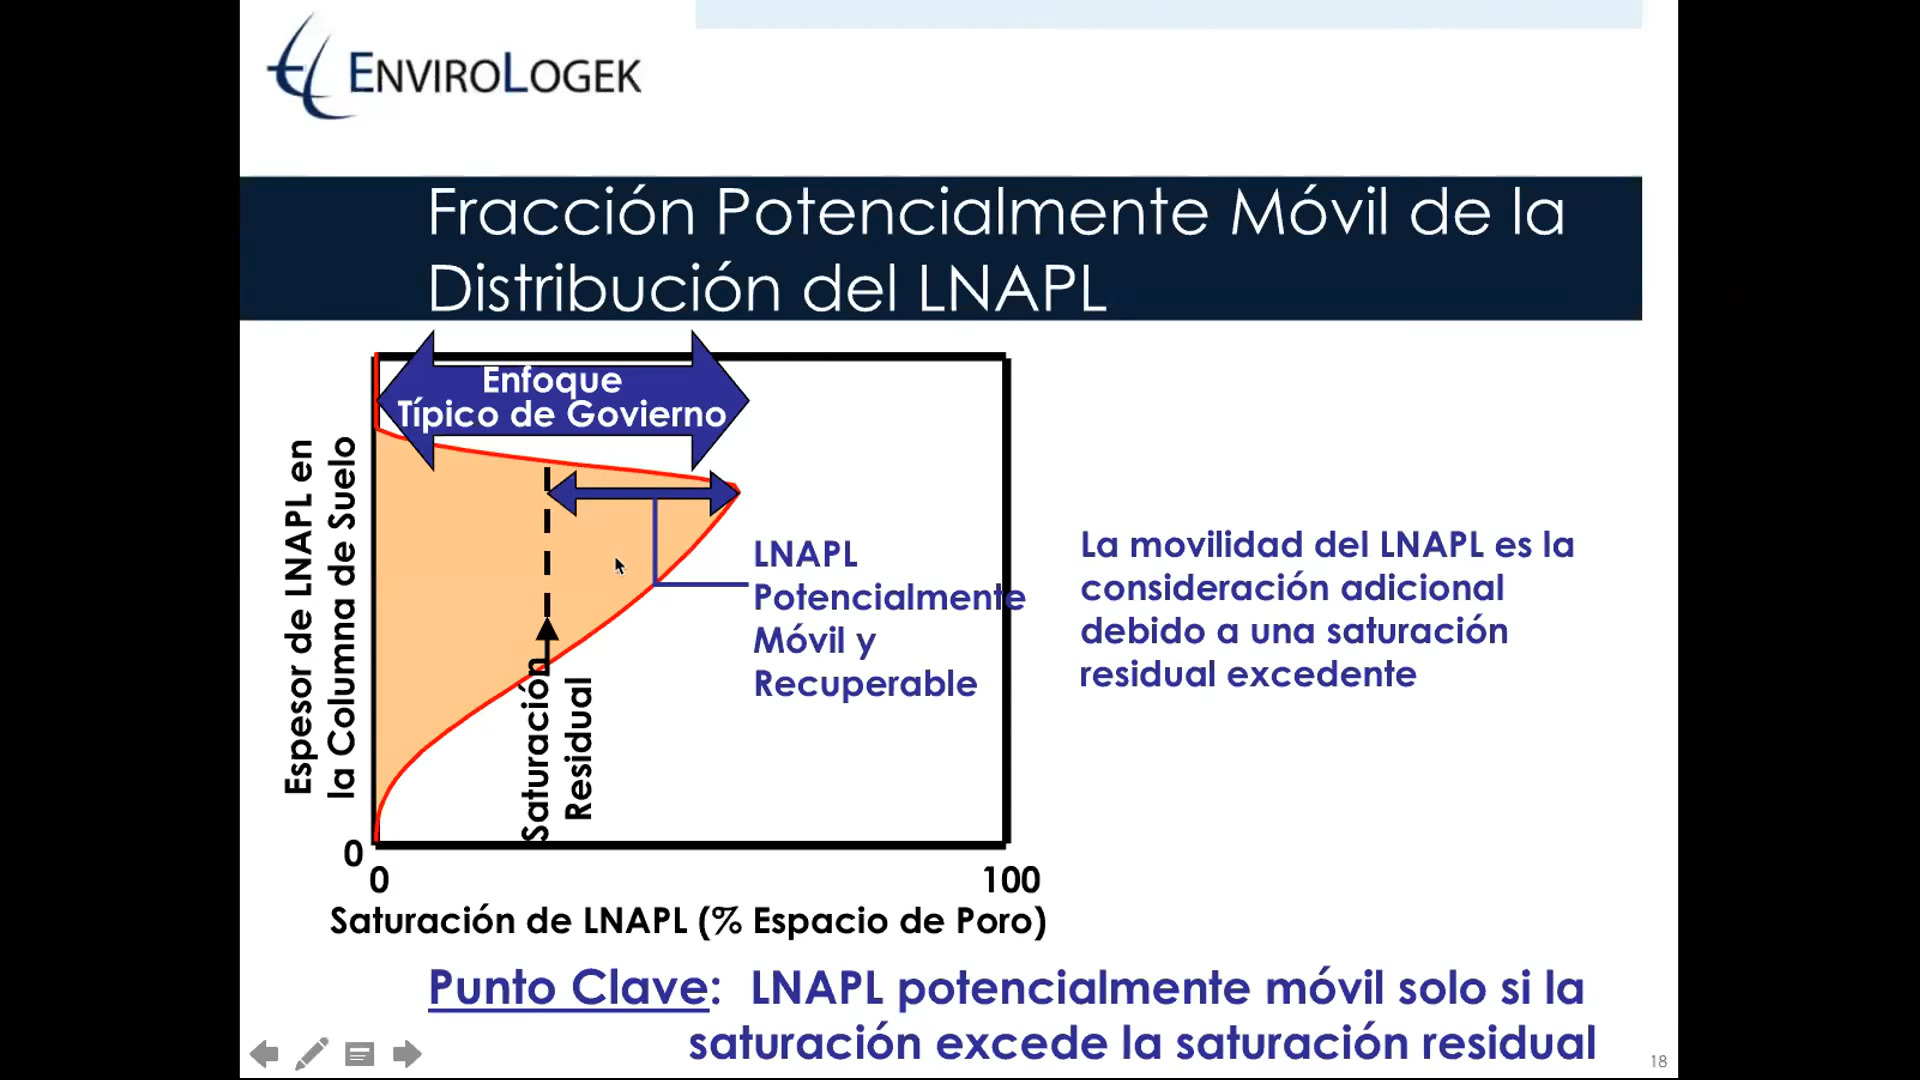 ENVIROLOGEK
Fracción Potencialmente Móvil de la
Distribución del LNAPL
Enfoque
Típico de Govierno
Espesor de LNAPL en
la Columna de Suelo
LNAPL
Potencialmente
Móvil y
Recuperable
Saturación
Residual
La movilidad del LNAPL es la
consideración adicional
debido a una saturación
residual excedente
0
0
100
Saturación de LNAPL (% Espacio de Poro)
Punto Clave: LNAPL potencialmente móvil solo si la
saturación excede la saturación residual
18